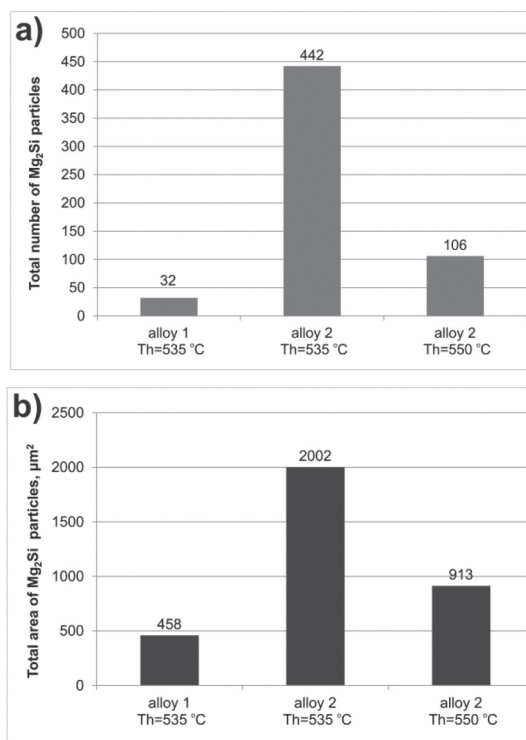 a)
Total number of Mg₂Si particles
500
450
400
350
300
250
200
150
100
50
0
32
442
106
alloy 1
Th=535 °C
alloy 2
Th=535 °C
alloy 2
Th=550 °C
b)
Total area of Mg₂Si particles, µm²
2500
2000
1500
1000
500
0
458
2002
913
alloy 1
Th=535 °C
alloy 2
Th=535 °C
alloy 2
Th=550 °C